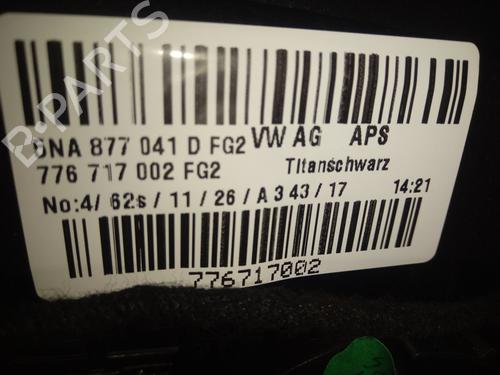 B-PARTS
5NA 877 041 D FG2 VW AG APS
776 717 002 FG2 Titanschwarz
No:4/ 62s / 11 / 26 / A 3 43 / 17 14:21
776717002